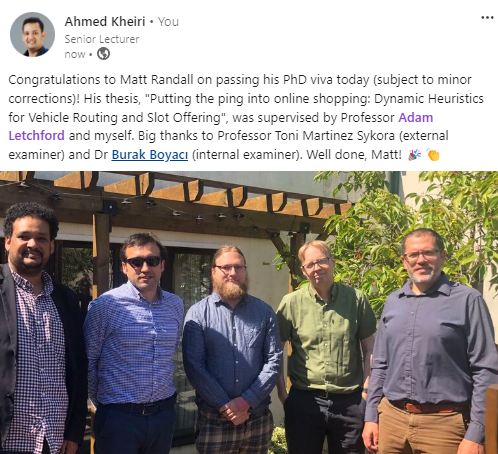 Ahmed Kheiri • You
Senior Lecturer
now •
Congratulations to Matt Randall on passing his PhD viva today (subject to minor
corrections)! His thesis, "Putting the ping into online shopping: Dynamic Heuristics
for Vehicle Routing and Slot Offering", was supervised by Professor Adam
Letchford and myself. Big thanks to Professor Toni Martinez Sykora (external
examiner) and Dr Burak Boyacı (internal examiner). Well done, Matt! 🎉 👏